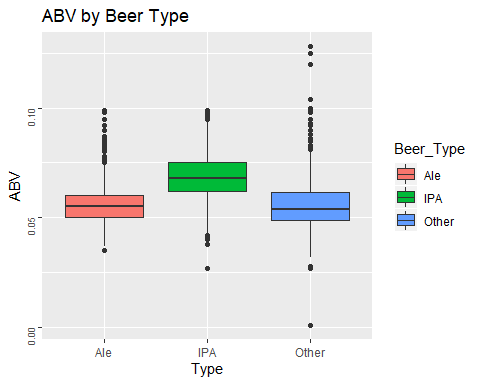 ABV by Beer Type
ABV
0.10
0.05
0.00
Ale
IPA
Other
Type
Beer_Type
Ale
IPA
Other